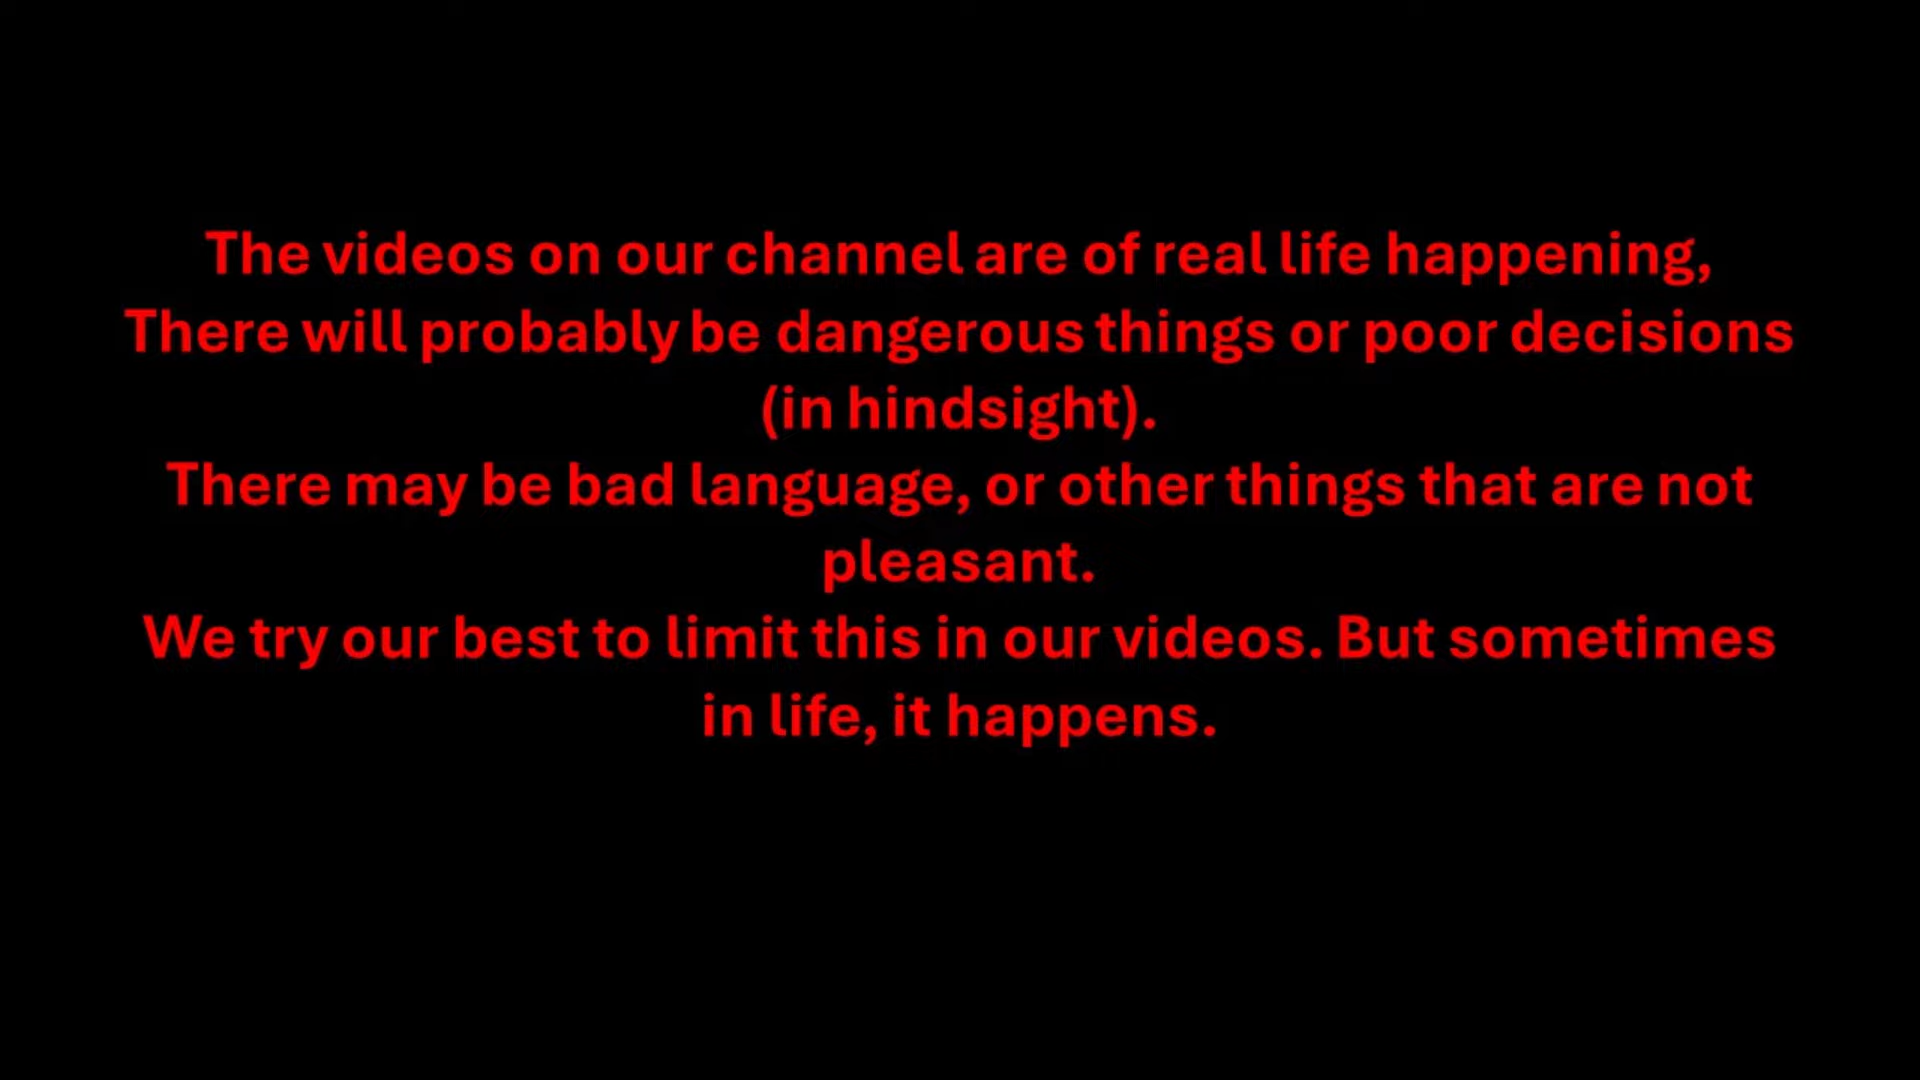 The videos on our channel are of real life happening,
There will probably be dangerous things or poor decisions
(in hindsight).
There may be bad language, or other things that are not
pleasant.
We try our best to limit this in our videos. But sometimes
in life, it happens.